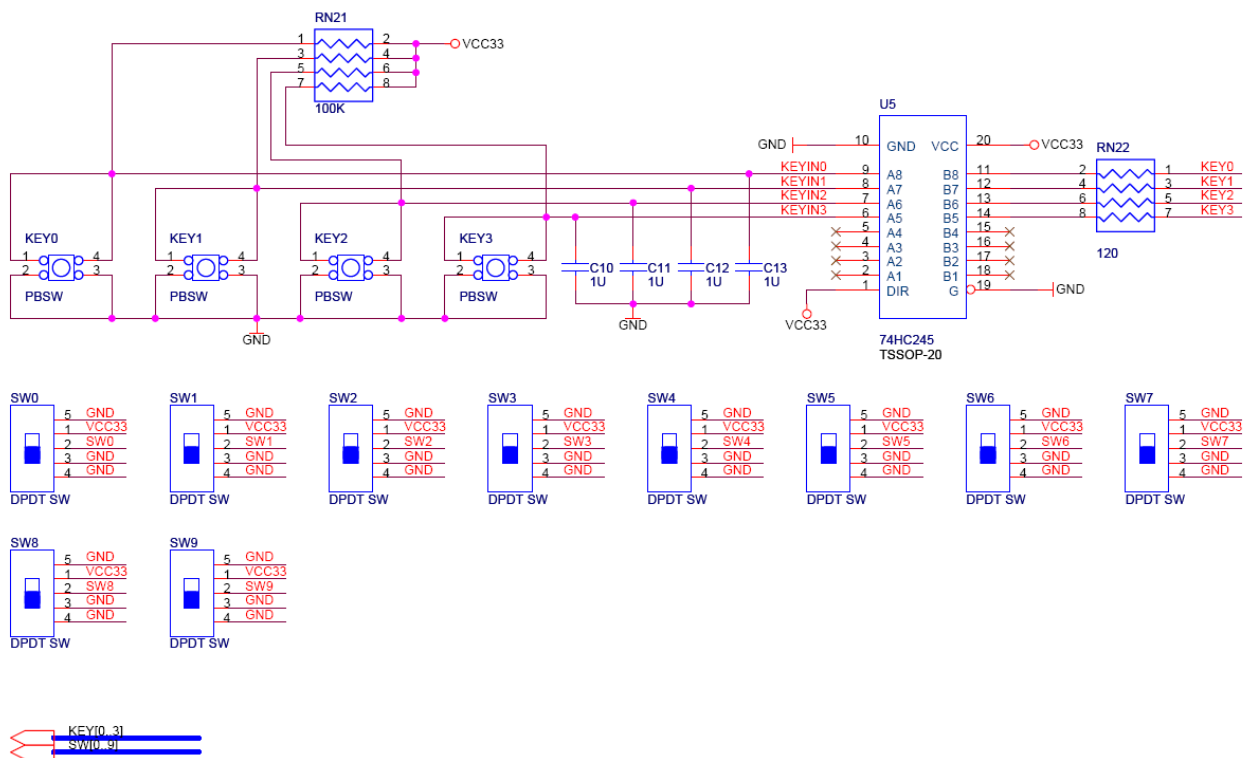 RN21
1 2 VCC33
3 4
5 6
7 8
100K
U5
GND 10 GND VCC 20 VCC33 RN22
KEYIN0 9 A8 B8 11 2 1 KEY0
KEYIN1 8 A7 B7 12 4 3 KEY1
KEYIN2 7 A6 B6 13 6 5 KEY2
KEYIN3 6 A5 B5 14 8 7 KEY3
5 A4 B4 15
4 A3 B3 16
3 A2 B2 17
2 A1 B1 18
1 DIR G 19 GND
120
VCC33
74HC245
TSSOP-20
KEY0 KEY1 KEY2 KEY3
1 4 1 4 1 4 1 4
2 3 2 3 2 3 2 3
PBSW PBSW PBSW PBSW
C10 C11 C12 C13
1U 1U 1U 1U
GND GND
SW0 SW1 SW2 SW3 SW4 SW5 SW6 SW7
5 GND 5 GND 5 GND 5 GND 5 GND 5 GND 5 GND 5 GND
1 VCC33 1 VCC33 1 VCC33 1 VCC33 1 VCC33 1 VCC33 1 VCC33 1 VCC33
2 SW0 2 SW1 2 SW2 2 SW3 2 SW4 2 SW5 2 SW6 2 SW7
3 GND 3 GND 3 GND 3 GND 3 GND 3 GND 3 GND 3 GND
4 GND 4 GND 4 GND 4 GND 4 GND 4 GND 4 GND 4 GND
DPDT SW DPDT SW DPDT SW DPDT SW DPDT SW DPDT SW DPDT SW DPDT SW
SW8 SW9
5 GND 5 GND
1 VCC33 1 VCC33
2 SW8 2 SW9
3 GND 3 GND
4 GND 4 GND
DPDT SW DPDT SW
KEY[0..3]
SW[0..9]